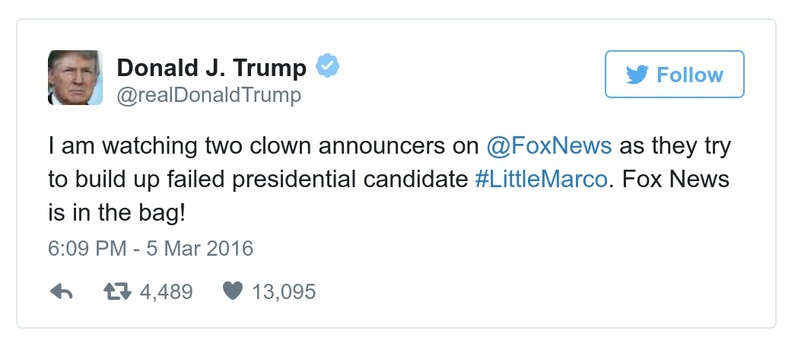 Donald J. Trump
@realDonaldTrump
Follow
I am watching two clown announcers on @FoxNews as they try
to build up failed presidential candidate #LittleMarco. Fox News
is in the bag!
6:09 PM - 5 Mar 2016
4,489 13,095